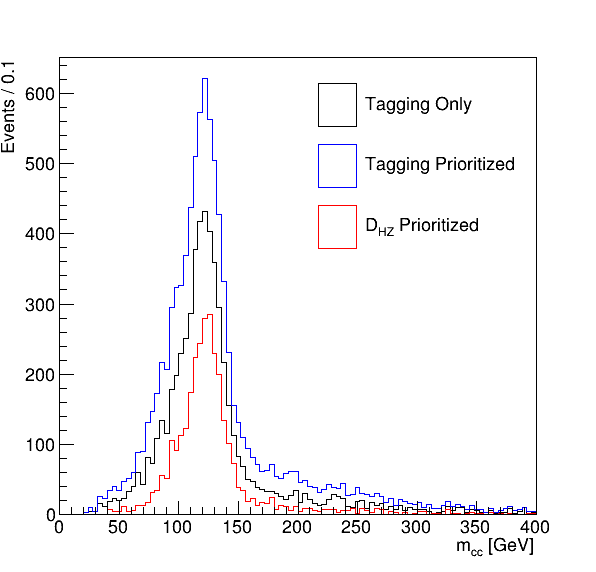 Events / 0.1
600
500
400
300
200
100
0
Tagging Only
Tagging Prioritized
D_HZ Prioritized
0 50 100 150 200 250 300 350 400
m_cc [GeV]